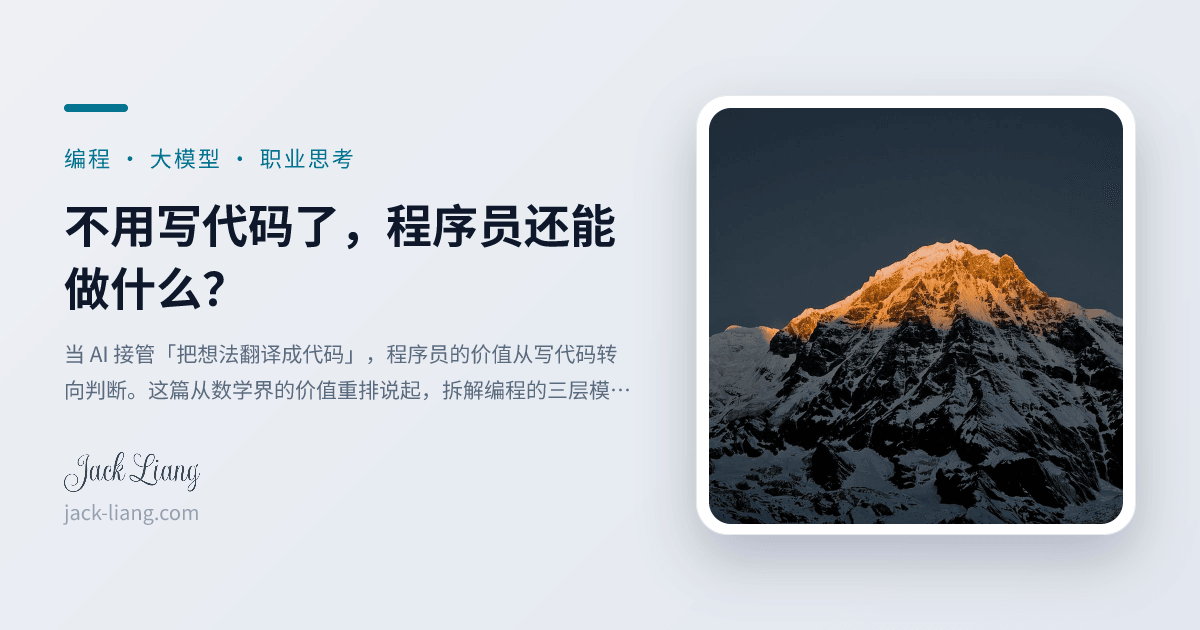 编程 · 大模型 · 职业思考
不用写代码了，程序员还能
做什么？
当 AI 接管「把想法翻译成代码」，程序员的价值从写代码转
向判断。这篇从数学界的价值重排说起，拆解编程的三层模…
Jack Liang
jack-liang.com